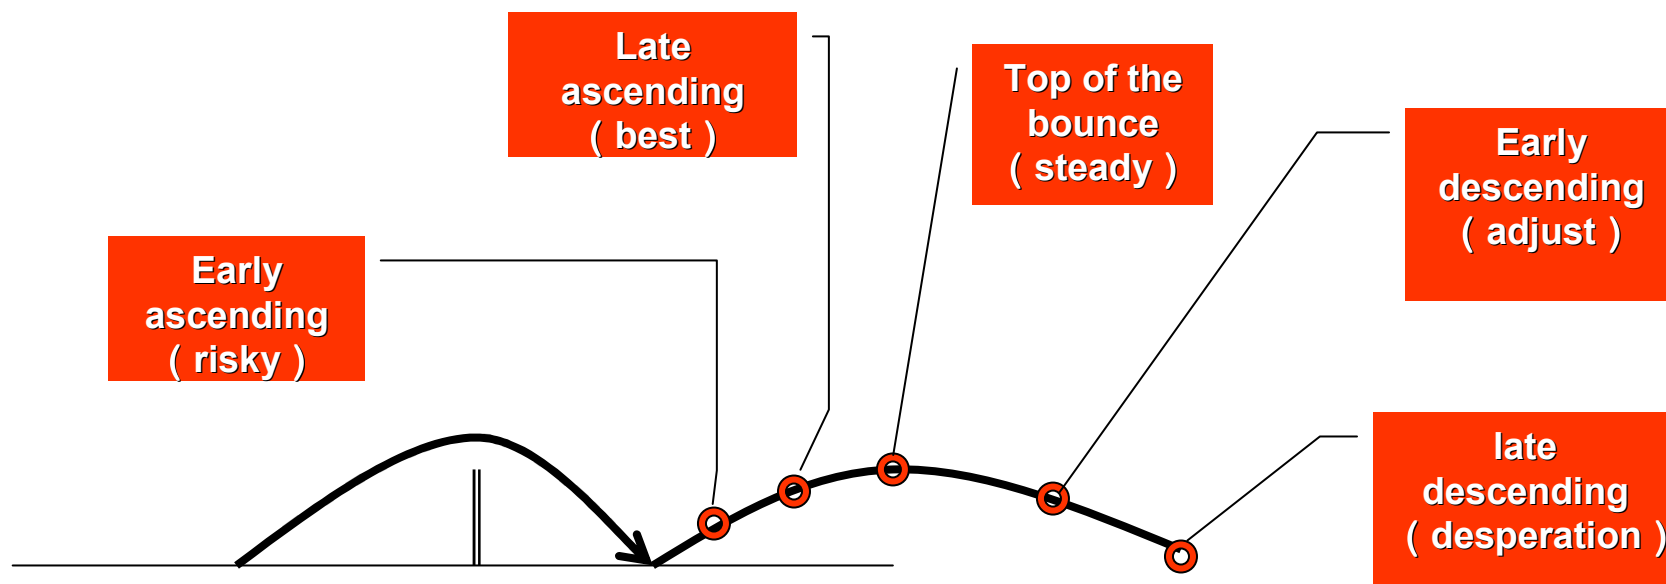 Late
ascending
( best )
Top of the
bounce
( steady )
Early
descending
( adjust )
Early
ascending
( risky )
late
descending
( desperation )